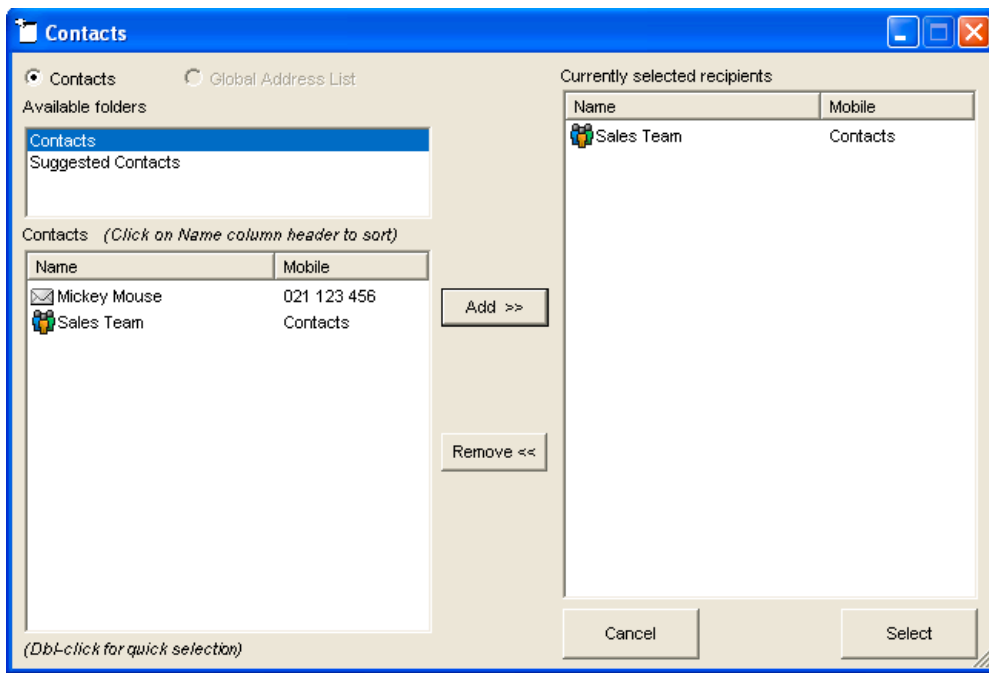 Contacts
Contacts Global Address List
Available folders
Contacts
Suggested Contacts
Contacts (Click on Name column header to sort)
Name Mobile
Mickey Mouse 021 123 456
Sales Team Contacts
(Dbl-click for quick selection)
Add >>
Remove <<
Currently selected recipients
Name Mobile
Sales Team Contacts
Cancel Select